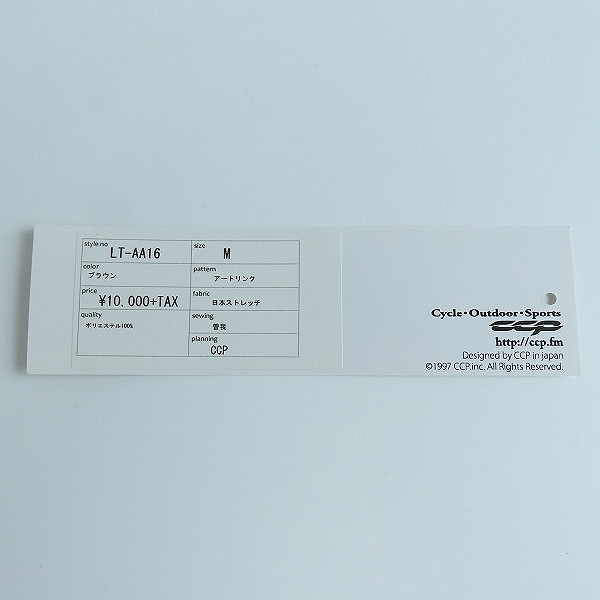 style no LT-AA16
size M
color ブラウン
pattern アートリンク
price ¥10,000+TAX
fabric 日本ストレッチ
quality ポリエステル100%
sewing 曽我
planning CCP
Cycle・Outdoor・Sports
ccp
http://ccp.fm
Designed by CCP in japan
©1997 CCP.inc. All Rights Reserved.